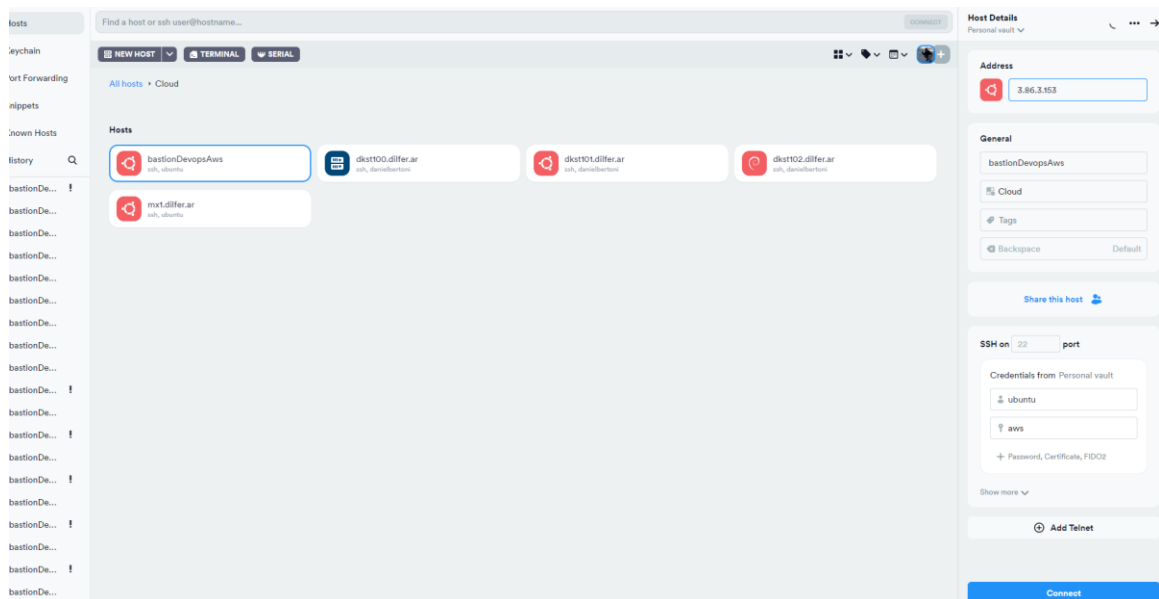 Hosts
Keychain
Port Forwarding
Snippets
Known Hosts
History
bastionDe... !
bastionDe...
bastionDe...
bastionDe...
bastionDe...
bastionDe...
bastionDe...
bastionDe...
bastionDe...
bastionDe... !
bastionDe...
bastionDe... !
bastionDe...
bastionDe... !
bastionDe...
bastionDe... !
bastionDe...
bastionDe... !
bastionDe...
Find a host or ssh user@hostname...
CONNECT
NEW HOST
TERMINAL
SERIAL
All hosts
Cloud
Hosts
bastionDevopsAws
ssh, ubuntu
dkst100.dilfer.ar
ssh, danielbertoni
dkst101.dilfer.ar
ssh, danielbertoni
dkst102.dilfer.ar
ssh, danielbertoni
mx1.dilfer.ar
ssh, ubuntu
Host Details
Personal vault
Address
3.86.3.153
General
bastionDevopsAws
Cloud
Tags
Backspace Default
Share this host
SSH on 22 port
Credentials from Personal vault
ubuntu
aws
+ Password, Certificate, FIDO2
Show more
Add Telnet
Connect